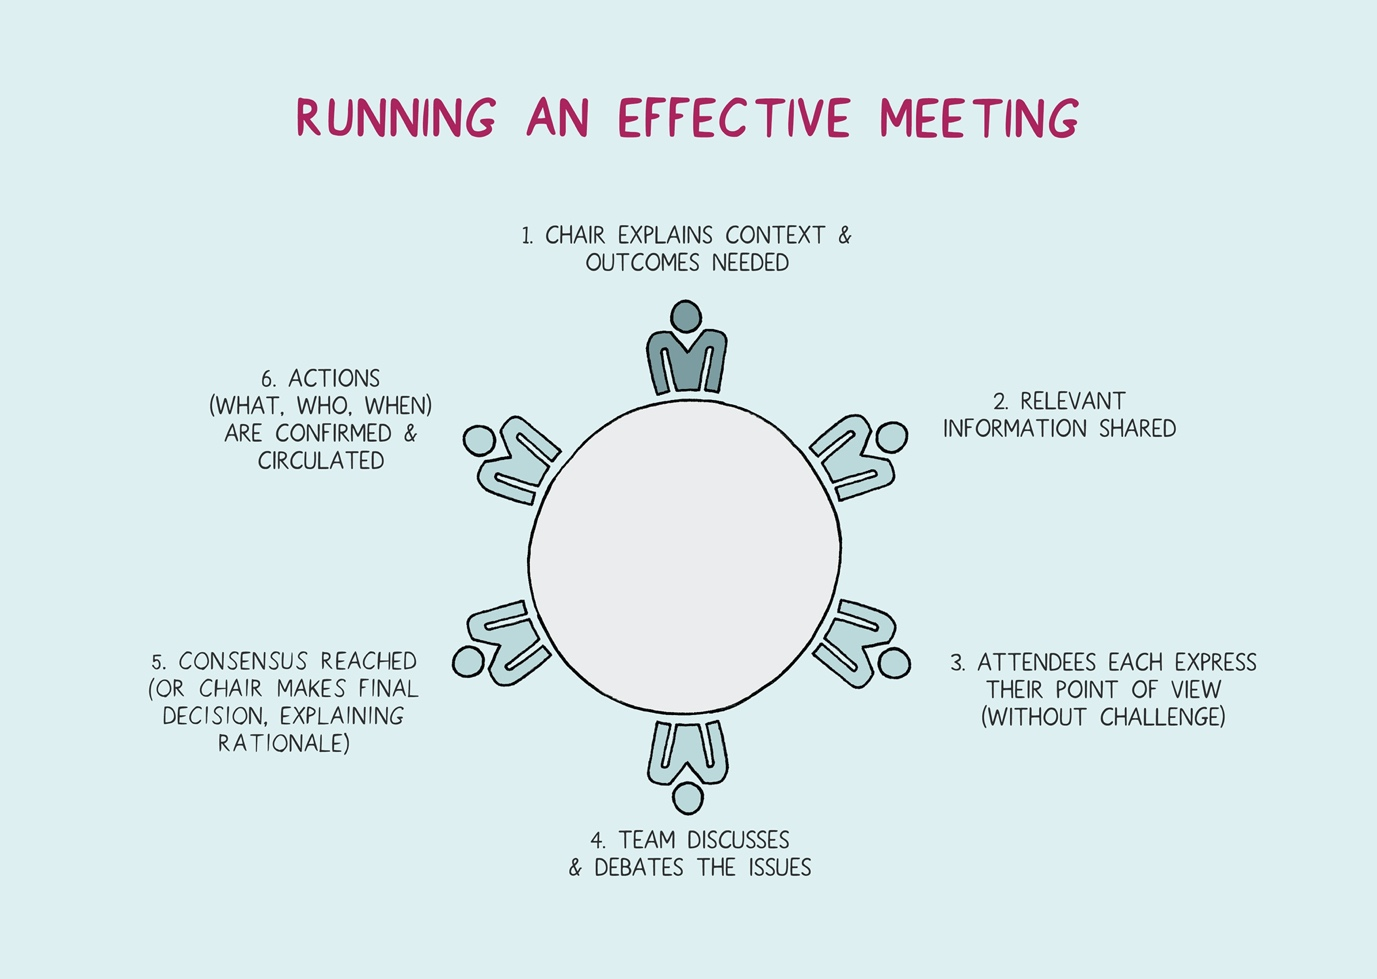 RUNNING AN EFFECTIVE MEETING
1. CHAIR EXPLAINS CONTEXT &
OUTCOMES NEEDED
2. RELEVANT
INFORMATION SHARED
3. ATTENDEES EACH EXPRESS
THEIR POINT OF VIEW
(WITHOUT CHALLENGE)
4. TEAM DISCUSSES
& DEBATES THE ISSUES
5. CONSENSUS REACHED
(OR CHAIR MAKES FINAL
DECISION, EXPLAINING
RATIONALE)
6. ACTIONS
(WHAT, WHO, WHEN)
ARE CONFIRMED &
CIRCULATED